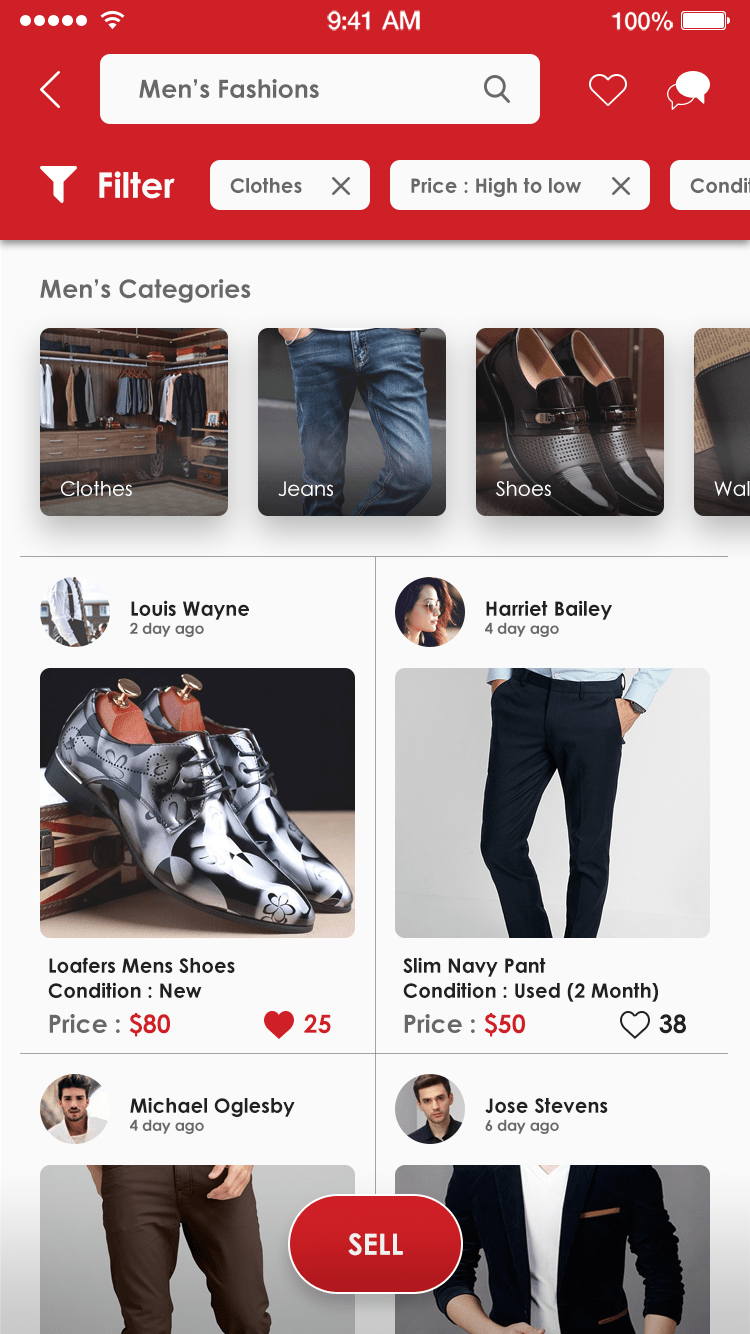 9:41 AM 100%
Men’s Fashions
Filter Clothes Price : High to low Condit
Men’s Categories
Clothes Jeans Shoes Wal
Louis Wayne
2 day ago
Harriet Bailey
4 day ago
Loafers Mens Shoes
Condition : New
Price : $80 25
Slim Navy Pant
Condition : Used (2 Month)
Price : $50 38
Michael Oglesby
4 day ago
Jose Stevens
6 day ago
SELL